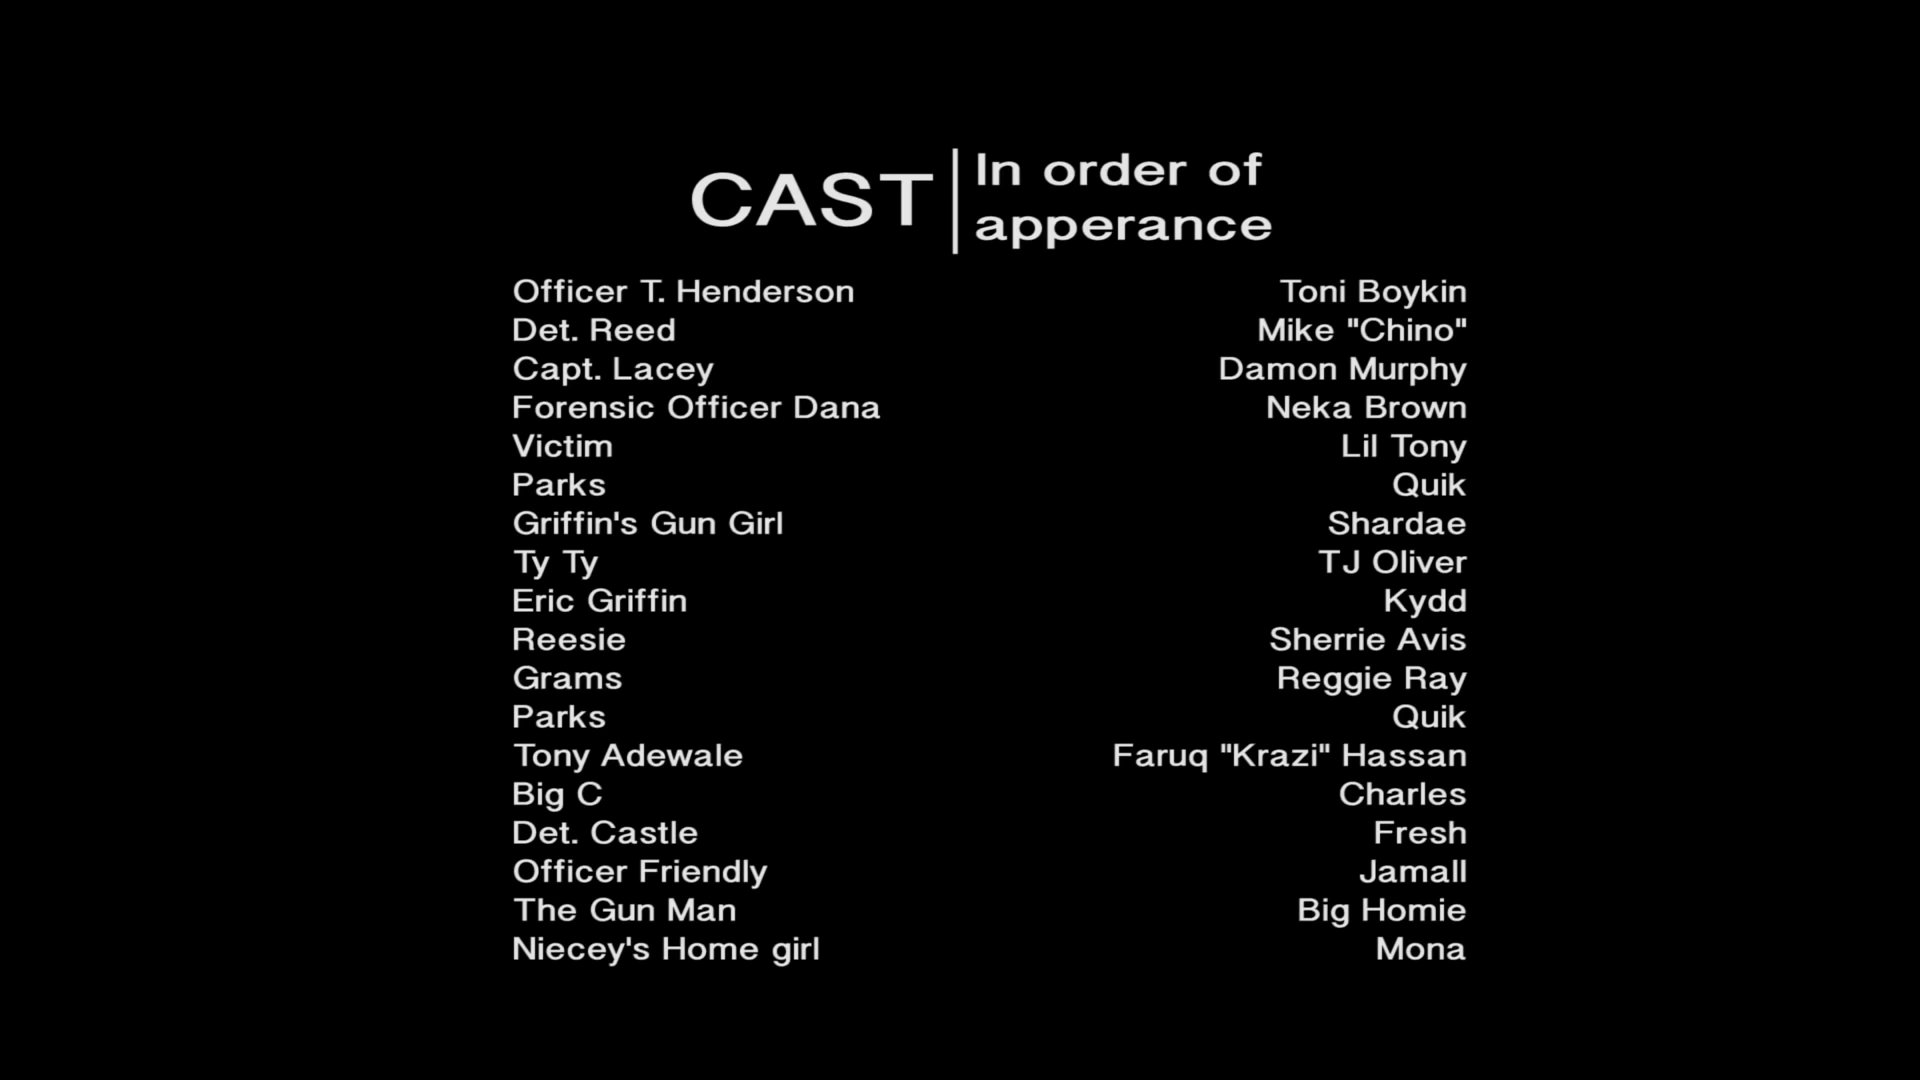 CAST
In order of
apperance
Officer T. Henderson Toni Boykin
Det. Reed Mike "Chino"
Capt. Lacey Damon Murphy
Forensic Officer Dana Neka Brown
Victim Lil Tony
Parks Quik
Griffin's Gun Girl Shardae
Ty Ty TJ Oliver
Eric Griffin Kydd
Reesie Sherrie Avis
Grams Reggie Ray
Parks Quik
Tony Adewale Faruq "Krazi" Hassan
Big C Charles
Det. Castle Fresh
Officer Friendly Jamall
The Gun Man Big Homie
Niecey's Home girl Mona